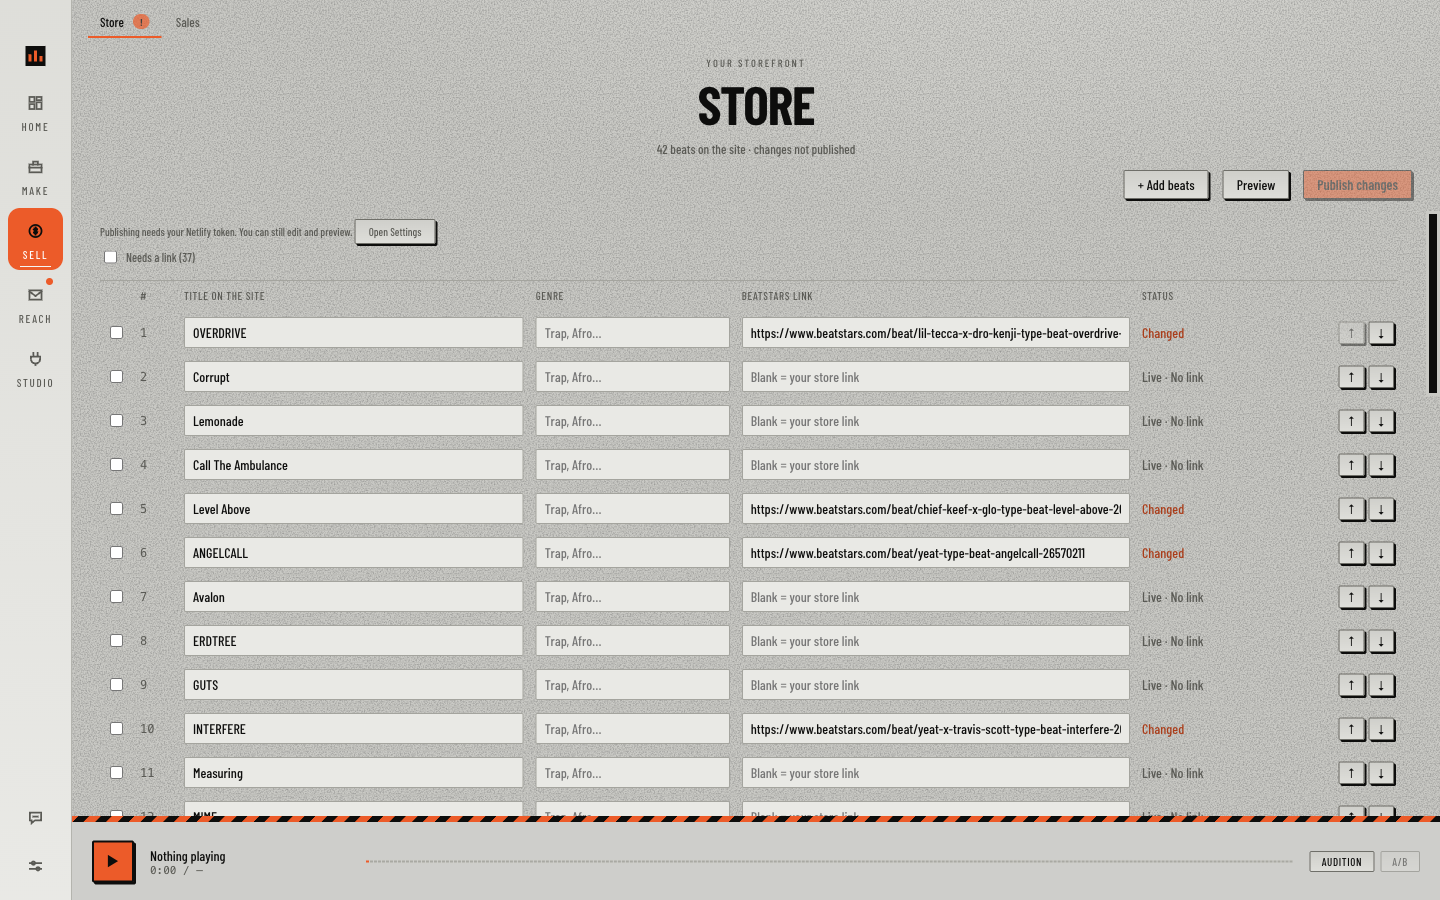 Store !
Sales
YOUR STOREFRONT
STORE
42 beats on the site · changes not published
+ Add beats
Preview
Publish changes
HOME
MAKE
SELL
REACH
STUDIO
Publishing needs your Netlify token. You can still edit and preview.
Open Settings
Needs a link (37)
# TITLE ON THE SITE GENRE BEATSTARS LINK STATUS
1 OVERDRIVE Trap, Afro... https://www.beatstars.com/beat/lil-tecca-x-dro-kenji-type-beat-overdrive- Changed ↑ ↓
2 Corrupt Trap, Afro... Blank = your store link Live · No link ↑ ↓
3 Lemonade Trap, Afro... Blank = your store link Live · No link ↑ ↓
4 Call The Ambulance Trap, Afro... Blank = your store link Live · No link ↑ ↓
5 Level Above Trap, Afro... https://www.beatstars.com/beat/chief-keef-x-glo-type-beat-level-above-2 Changed ↑ ↓
6 ANGELCALL Trap, Afro... https://www.beatstars.com/beat/yeat-type-beat-angelcall-26570211 Changed ↑ ↓
7 Avalon Trap, Afro... Blank = your store link Live · No link ↑ ↓
8 ERDTREE Trap, Afro... Blank = your store link Live · No link ↑ ↓
9 GUTS Trap, Afro... Blank = your store link Live · No link ↑ ↓
10 INTERFERE Trap, Afro... https://www.beatstars.com/beat/yeat-x-travis-scott-type-beat-interfere-2 Changed ↑ ↓
11 Measuring Trap, Afro... Blank = your store link Live · No link ↑ ↓
Nothing playing
0:00 / —
AUDITION
A/B